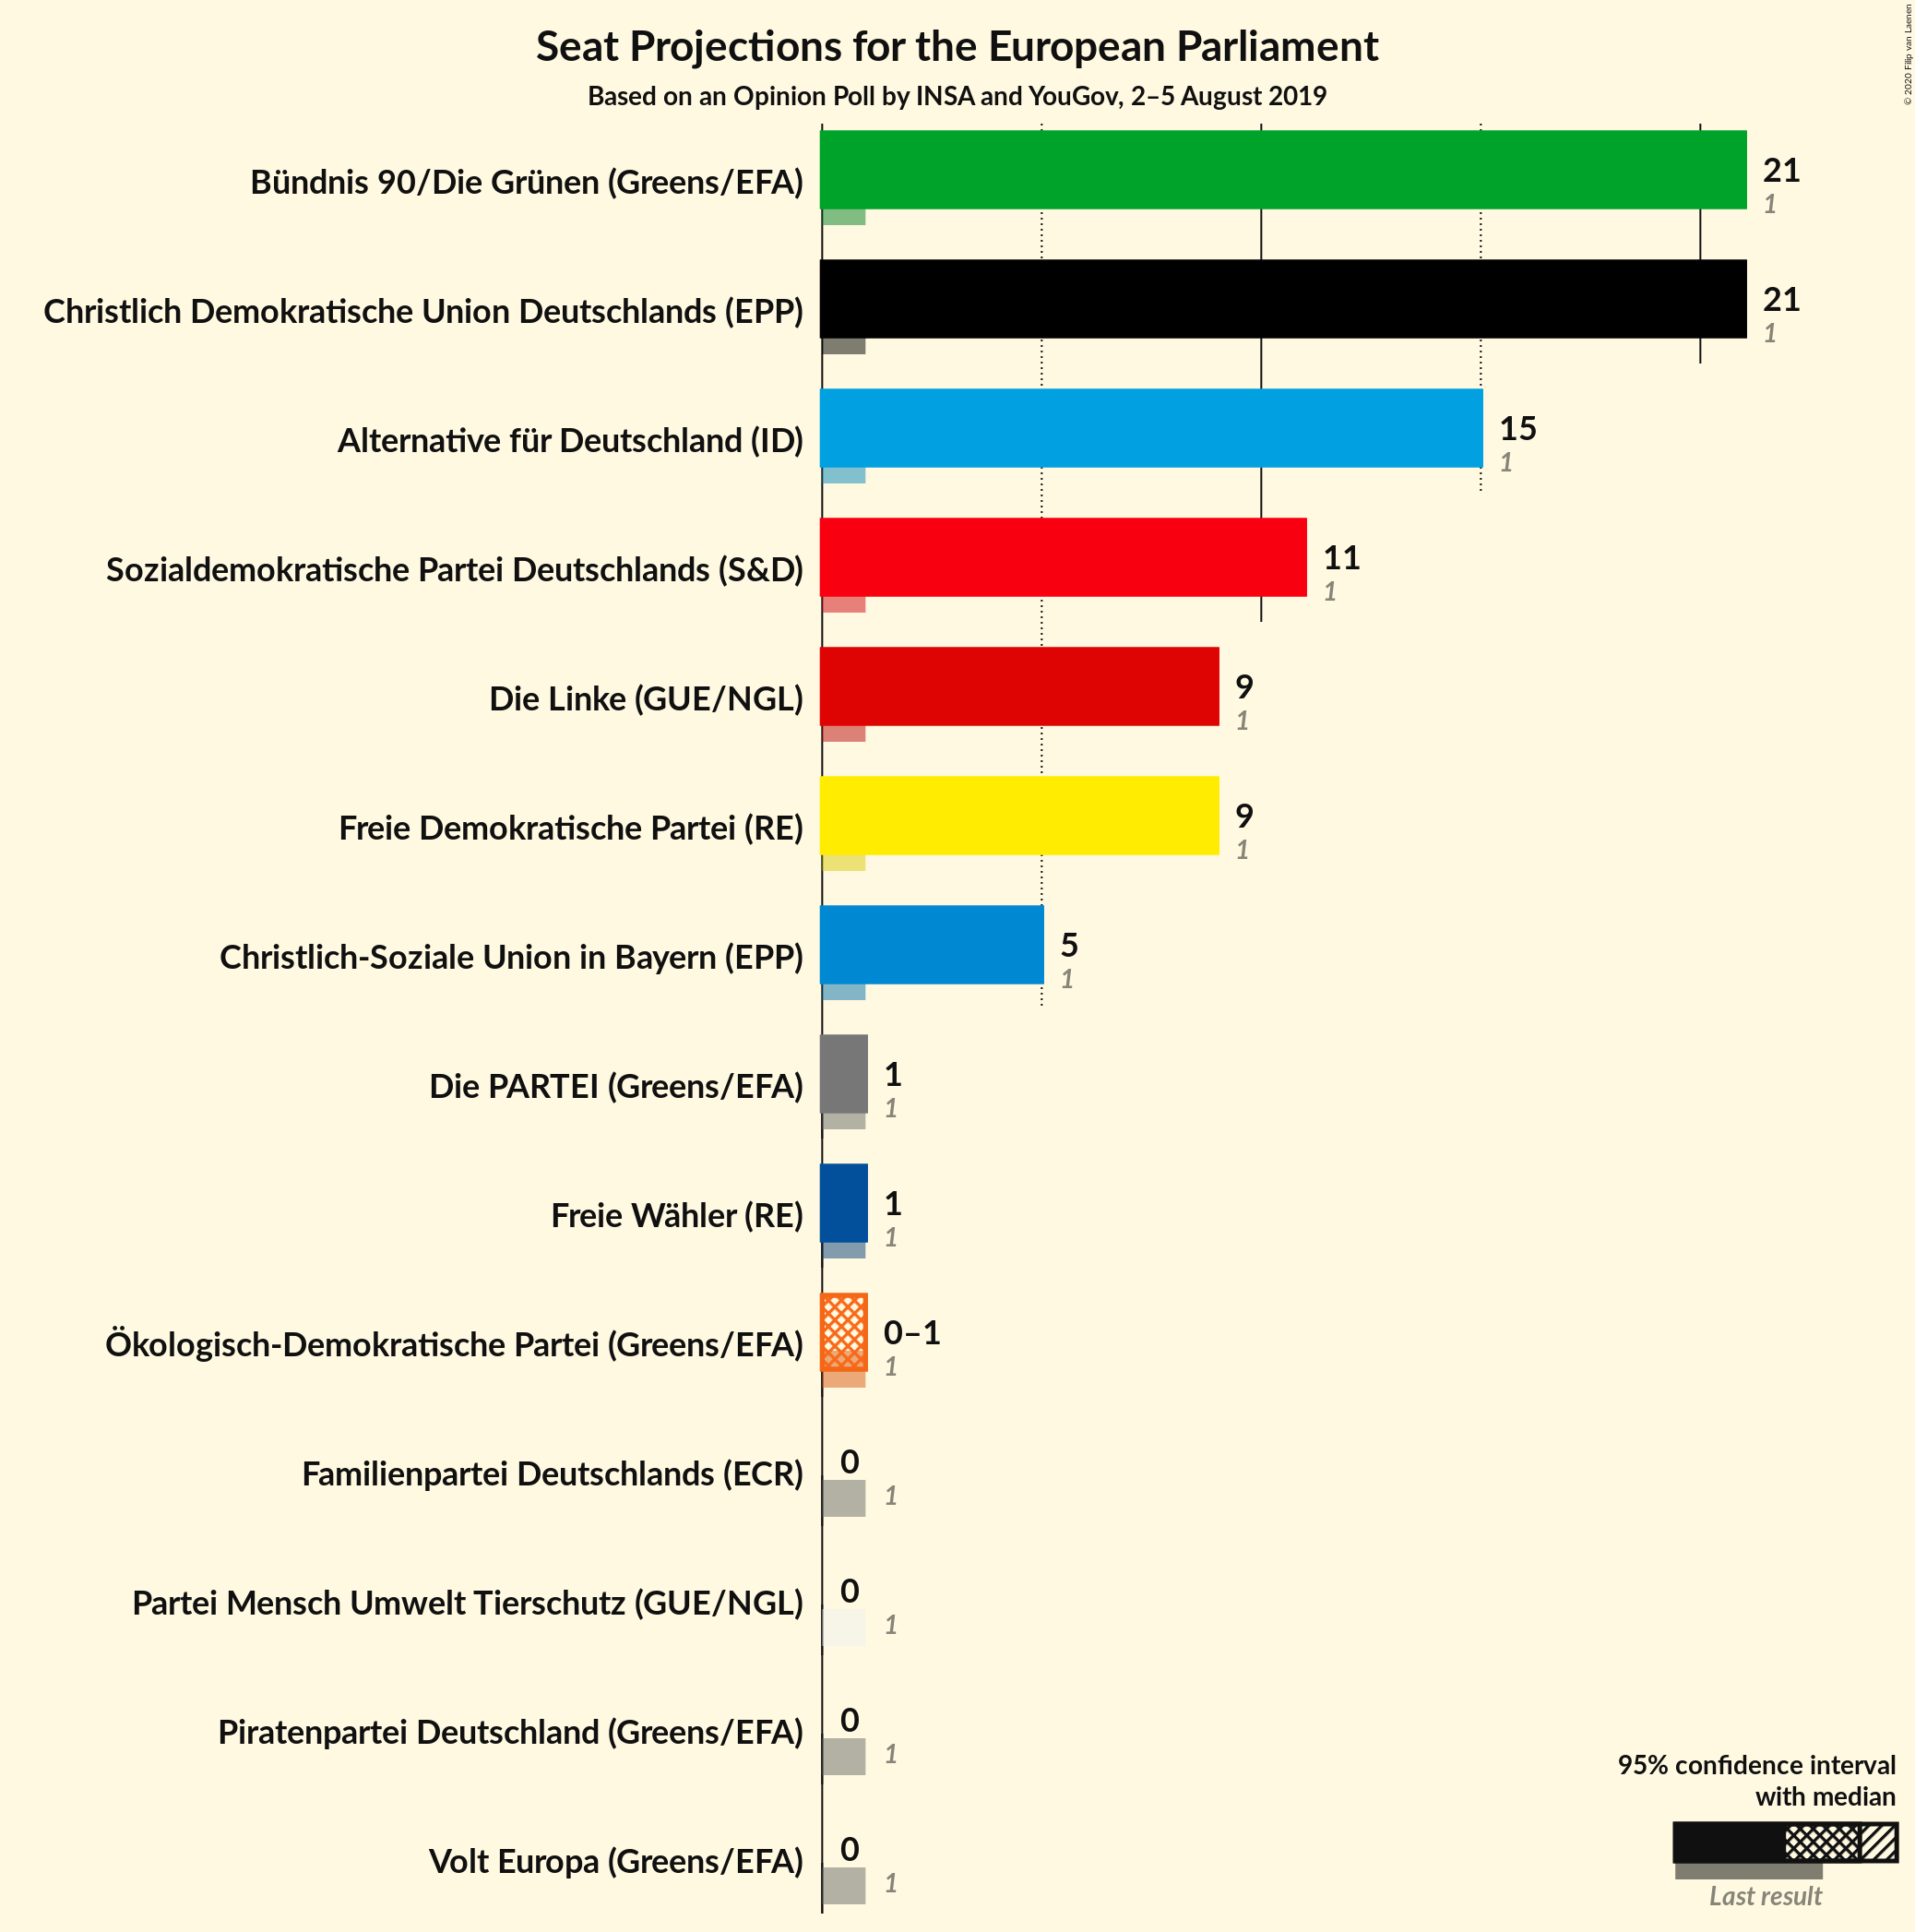 Seat Projections for the European Parliament
Based on an Opinion Poll by INSA and YouGov, 2–5 August 2019
© 2020 Filip van Laenen
Bündnis 90/Die Grünen (Greens/EFA)
21
1
Christlich Demokratische Union Deutschlands (EPP)
21
1
Alternative für Deutschland (ID)
15
1
Sozialdemokratische Partei Deutschlands (S&D)
11
1
Die Linke (GUE/NGL)
9
1
Freie Demokratische Partei (RE)
9
1
Christlich-Soziale Union in Bayern (EPP)
5
1
Die PARTEI (Greens/EFA)
1
1
Freie Wähler (RE)
1
1
Ökologisch-Demokratische Partei (Greens/EFA)
0–1
1
Familienpartei Deutschlands (ECR)
0
1
Partei Mensch Umwelt Tierschutz (GUE/NGL)
0
1
Piratenpartei Deutschland (Greens/EFA)
0
1
Volt Europa (Greens/EFA)
0
1
95% confidence interval
with median
Last result